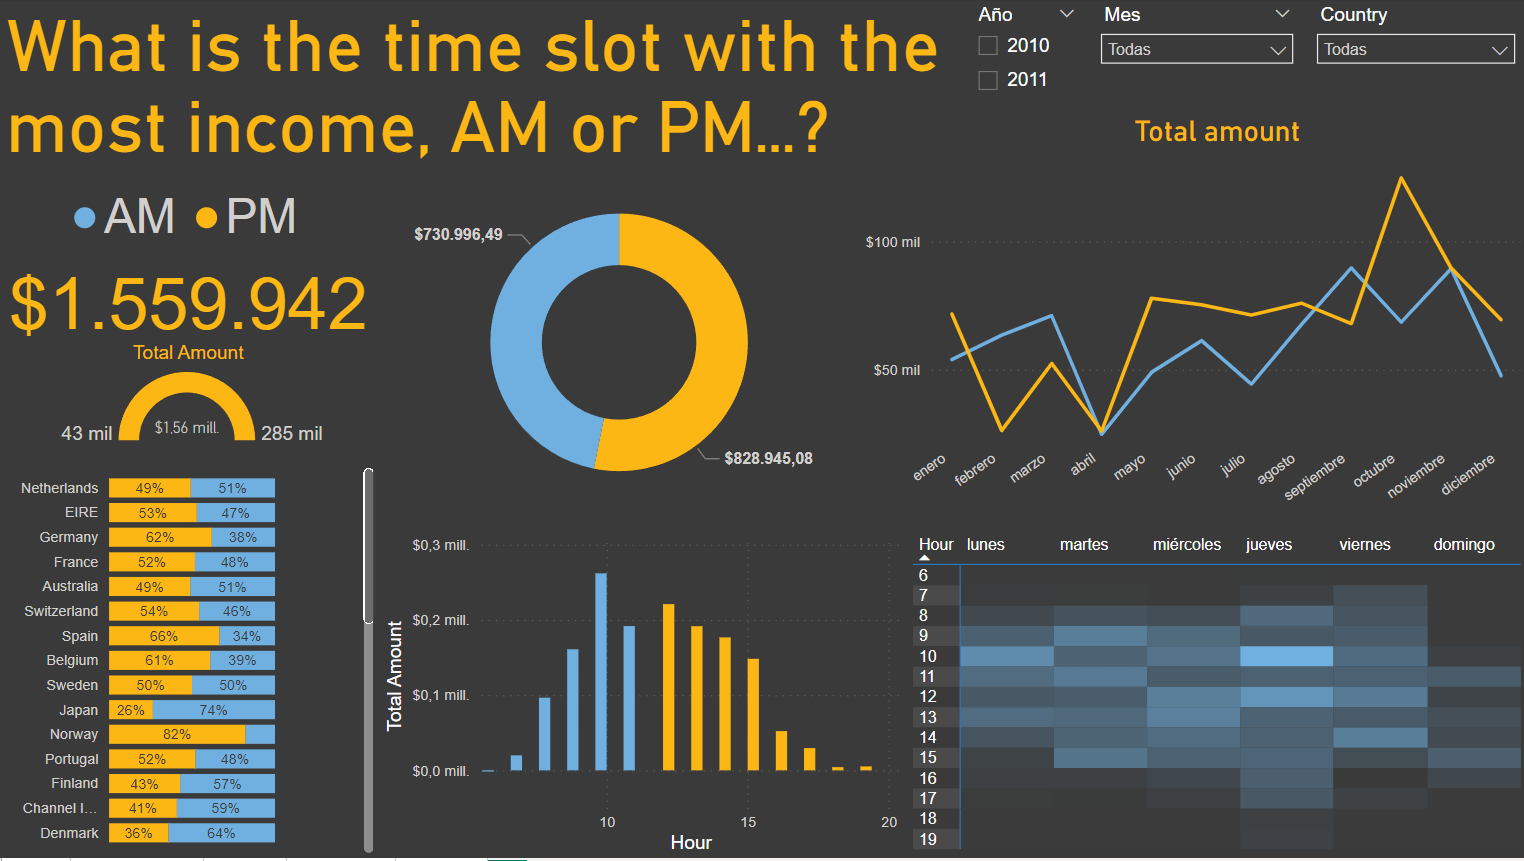 What is the time slot with the
most income, AM or PM...?
Año
2010
2011
Mes
Todas
Country
Todas
AM PM
$1.559.942
Total Amount
43 mil $1,56 mill. 285 mil
$730.996,49
$828.945,08
Total amount
$100 mil
$50 mil
enero febrero marzo abril mayo junio julio agosto septiembre octubre noviembre diciembre
Netherlands 49% 51%
EIRE 53% 47%
Germany 62% 38%
France 52% 48%
Australia 49% 51%
Switzerland 54% 46%
Spain 66% 34%
Belgium 61% 39%
Sweden 50% 50%
Japan 26% 74%
Norway 82%
Portugal 52% 48%
Finland 43% 57%
Channel I... 41% 59%
Denmark 36% 64%
Total Amount
$0,3 mill.
$0,2 mill.
$0,1 mill.
$0,0 mill.
10 15 20
Hour
Hour lunes martes miércoles jueves viernes domingo
6
7
8
9
10
11
12
13
14
15
16
17
18
19